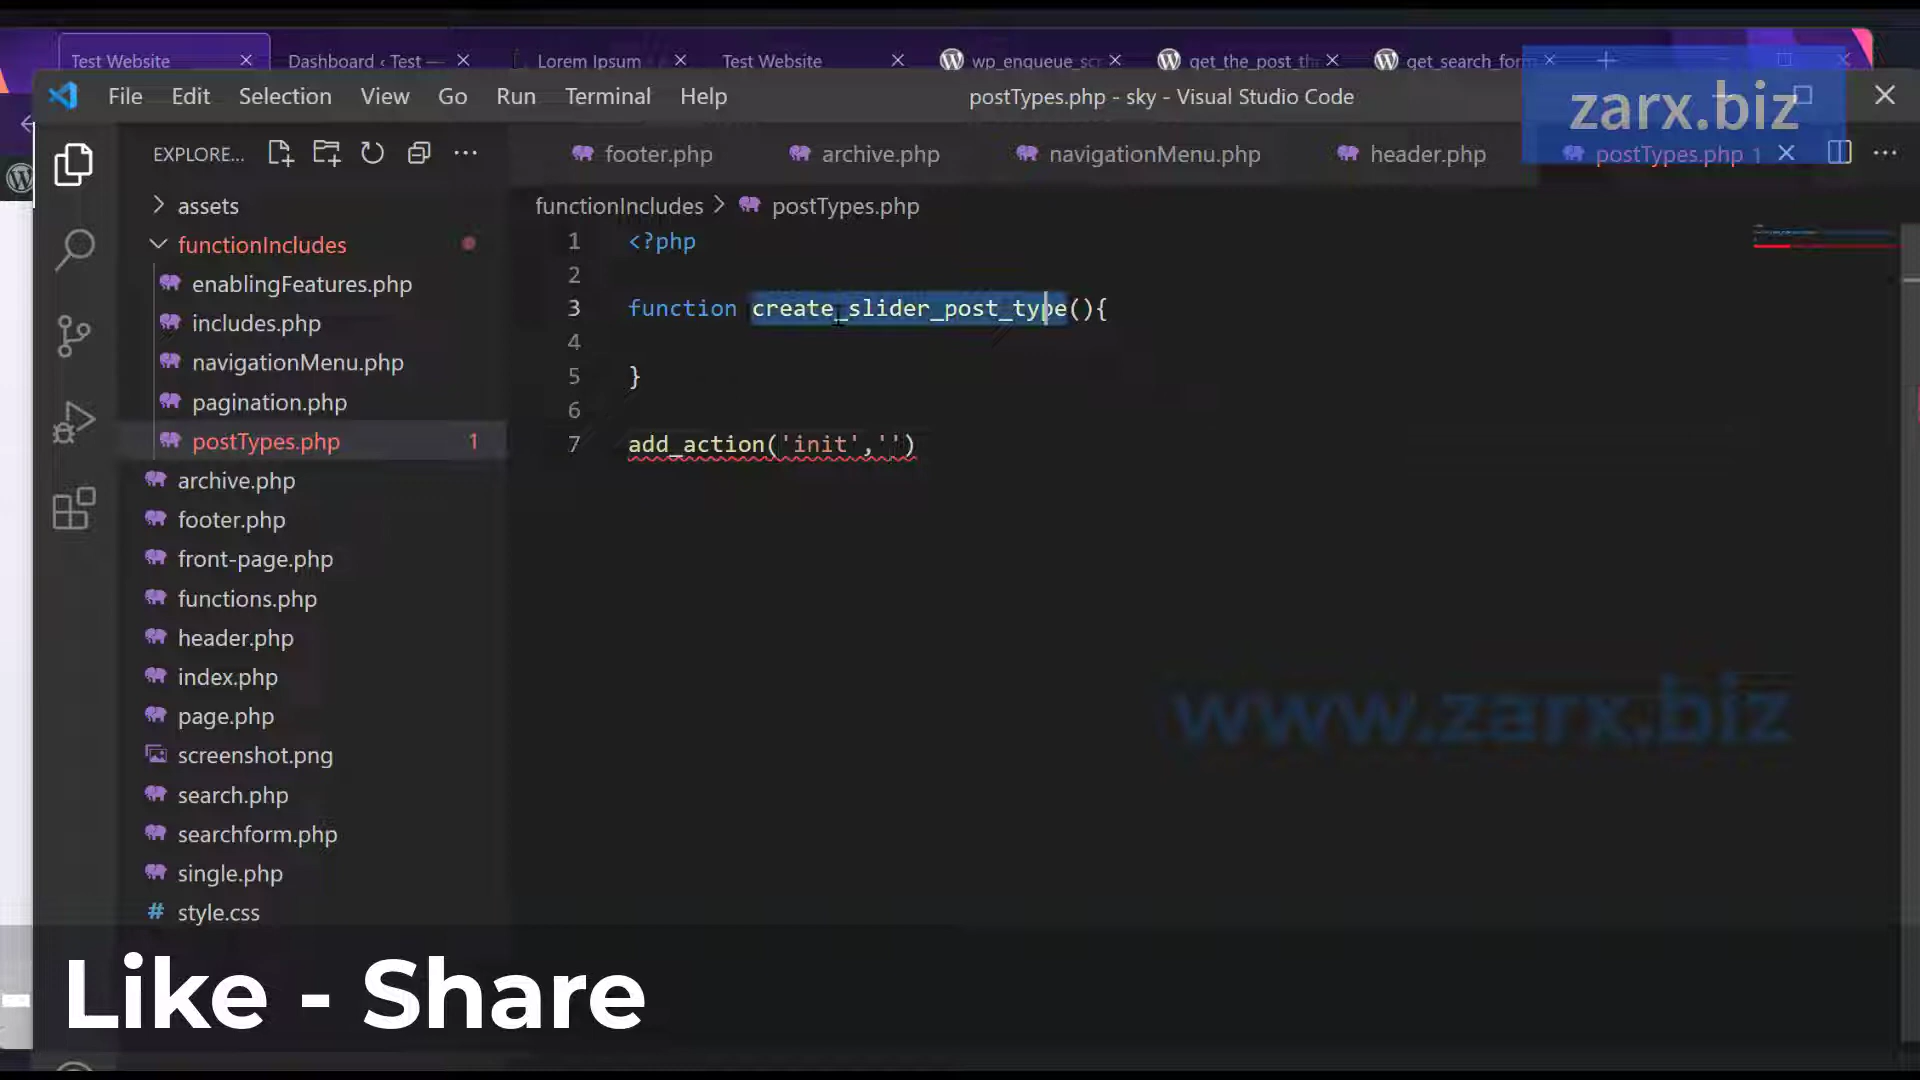 Test Website
Dashboard ‹ Test —
Lorem Ipsum
Test Website
wp_enqueue_scr
get_the_post_th
get_search_form
File Edit Selection View Go Run Terminal Help
postTypes.php - sky - Visual Studio Code
zarx.biz
EXPLORE...
footer.php
archive.php
navigationMenu.php
header.php
postTypes.php 1
functionIncludes > postTypes.php
assets
functionIncludes
enablingFeatures.php
includes.php
navigationMenu.php
pagination.php
postTypes.php 1
archive.php
footer.php
front-page.php
functions.php
header.php
index.php
page.php
screenshot.png
search.php
searchform.php
single.php
# style.css
1 <?php
2
3 function create_slider_post_type(){
4
5 }
6
7 add_action('init','')
www.zarx.biz
- Like - Share